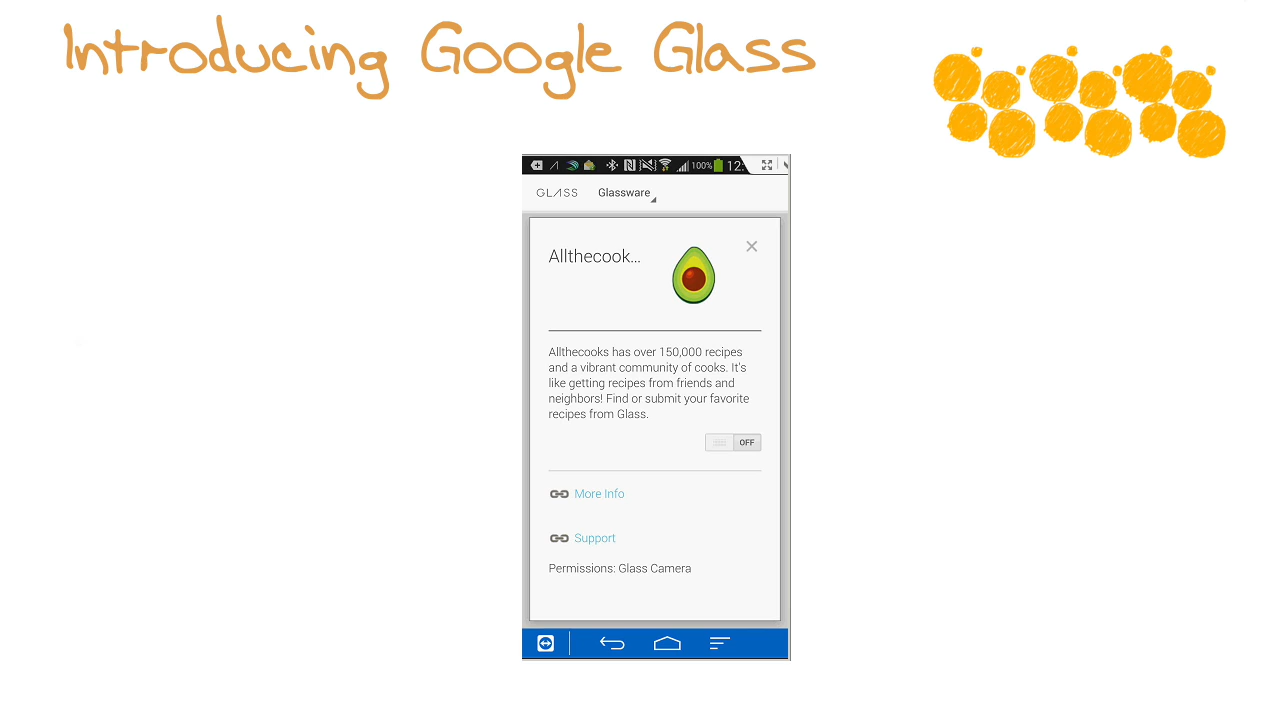 Introducing Google Glass
100% 12:
GLASS Glassware
Allthecook...
Allthecooks has over 150,000 recipes
and a vibrant community of cooks. It's
like getting recipes from friends and
neighbors! Find or submit your favorite
recipes from Glass.
OFF
More Info
Support
Permissions: Glass Camera